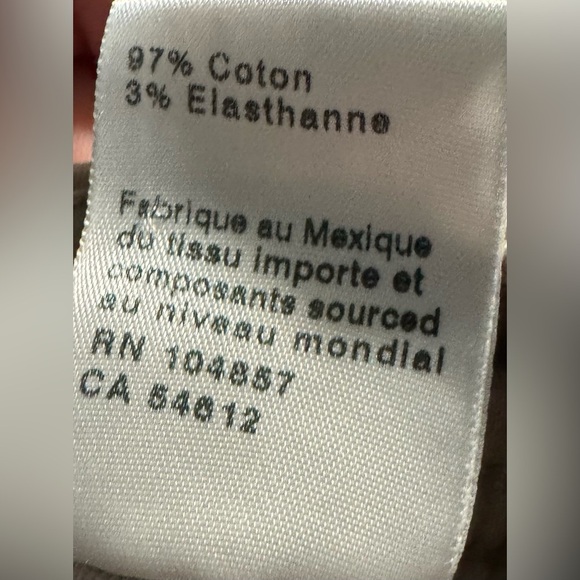 97% Coton
3% Elasthanne
Fabrique au Mexique
du tissu importe et
composants sourced
au niveau mondial
RN 104857
CA 54612